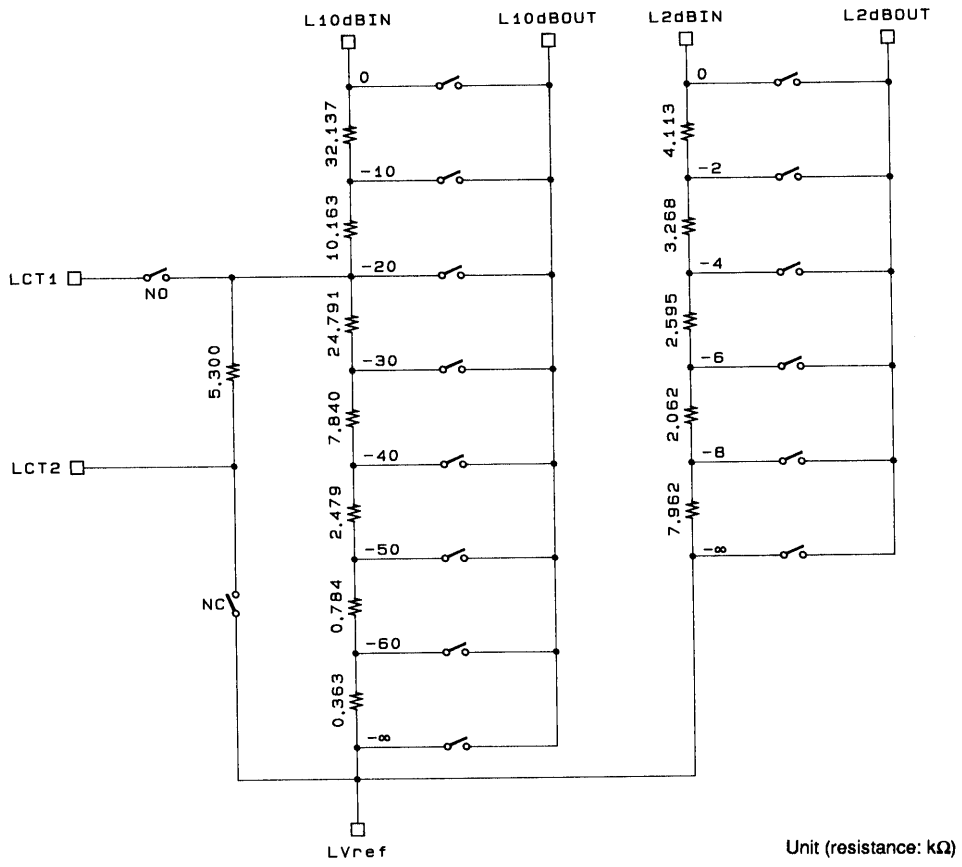 L10dBIN L10dBOUT L2dBIN L2dBOUT
0 0
32.137 4.113
-10 -2
10.163 3.268
LCT1 NO -20 -4
24.791 2.595
5.300 -30 -6
7.840 2.062
LCT2 -40 -8
2.479 7.962
-50 -∞
NC 0.784
-60
0.363
-∞
LVref
Unit (resistance: kΩ)